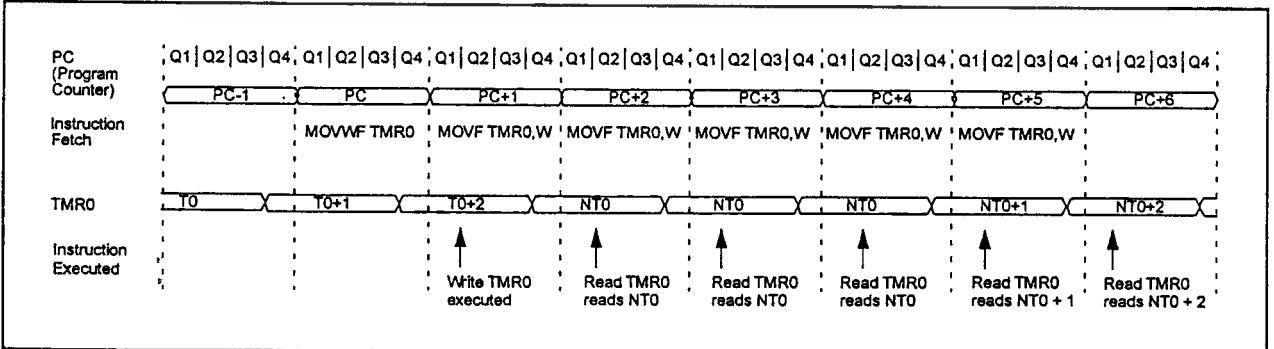 PC
(Program
Counter)
Q1 Q2 Q3 Q4 Q1 Q2 Q3 Q4 Q1 Q2 Q3 Q4 Q1 Q2 Q3 Q4 Q1 Q2 Q3 Q4 Q1 Q2 Q3 Q4 Q1 Q2 Q3 Q4 Q1 Q2 Q3 Q4
PC-1 PC PC+1 PC+2 PC+3 PC+4 PC+5 PC+6
Instruction
Fetch
MOVWF TMR0 MOVF TMR0,W MOVF TMR0,W MOVF TMR0,W MOVF TMR0,W MOVF TMR0,W
TMR0
T0 T0+1 T0+2 NT0 NT0 NT0 NT0+1 NT0+2
Instruction
Executed
Write TMR0
executed
Read TMR0
reads NT0
Read TMR0
reads NT0
Read TMR0
reads NT0
Read TMR0
reads NT0 + 1
Read TMR0
reads NT0 + 2